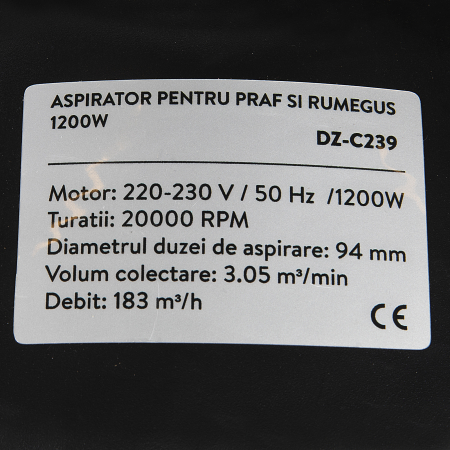 ASPIRATOR PENTRU PRAF SI RUMEGUS
1200W
DZ-C239
Motor: 220-230 V / 50 Hz /1200W
Turatii: 20000 RPM
Diametrul duzei de aspirare: 94 mm
Volum colectare: 3.05 m³/min
Debit: 183 m³/h
CE